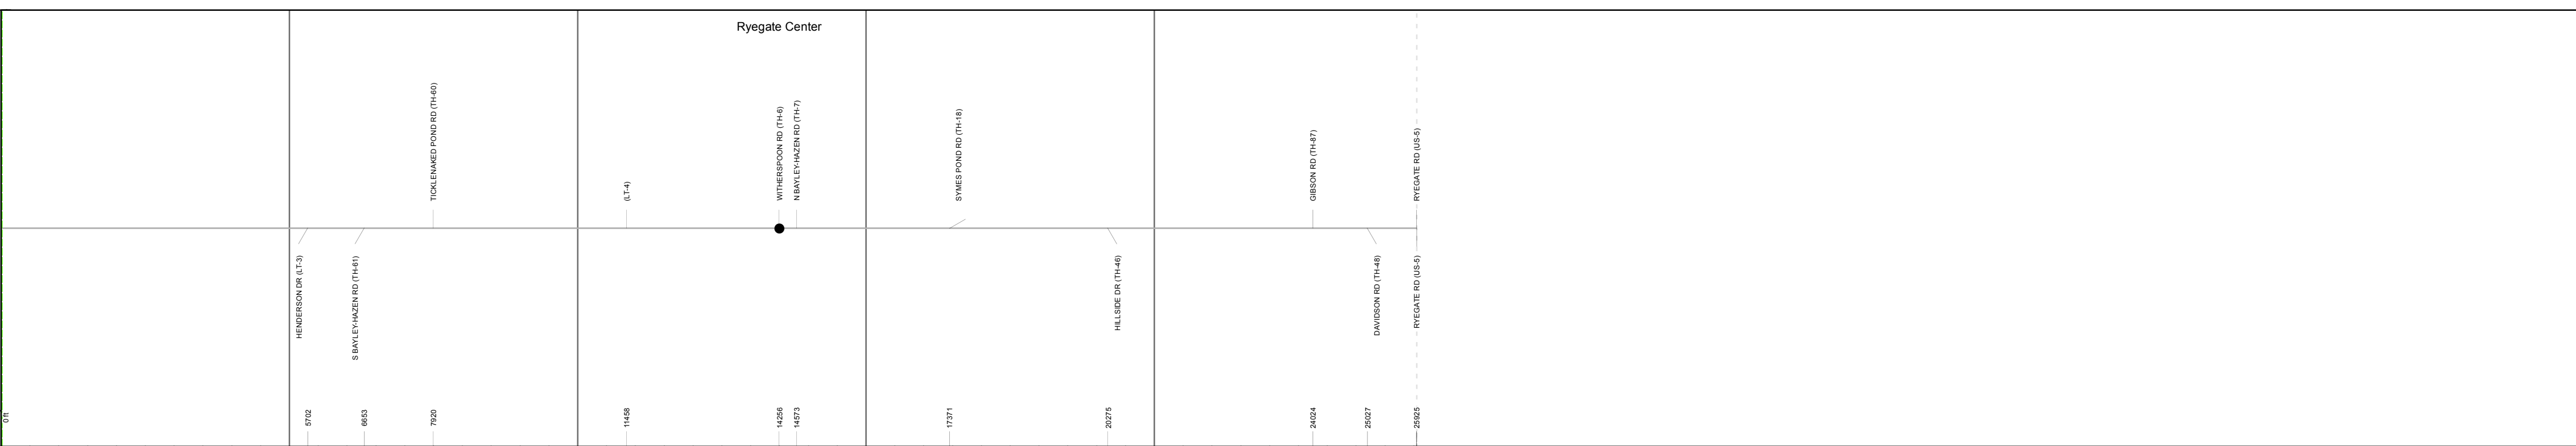 Ryegate Center
TICKLENAKED POND RD (TH-60)
(LT-4)
WITHERSPOON RD (TH-6)
N BAYLEY-HAZEN RD (TH-7)
SYMES POND RD (TH-18)
GIBSON RD (TH-87)
RYEGATE RD (US-5)
HENDERSON DR (LT-3)
S BAYLEY-HAZEN RD (TH-61)
HILLSIDE DR (TH-46)
DAVIDSON RD (TH-48)
RYEGATE RD (US-5)
0 ft
5702
6653
7920
11458
14256
14573
17371
20275
24024
25027
25925